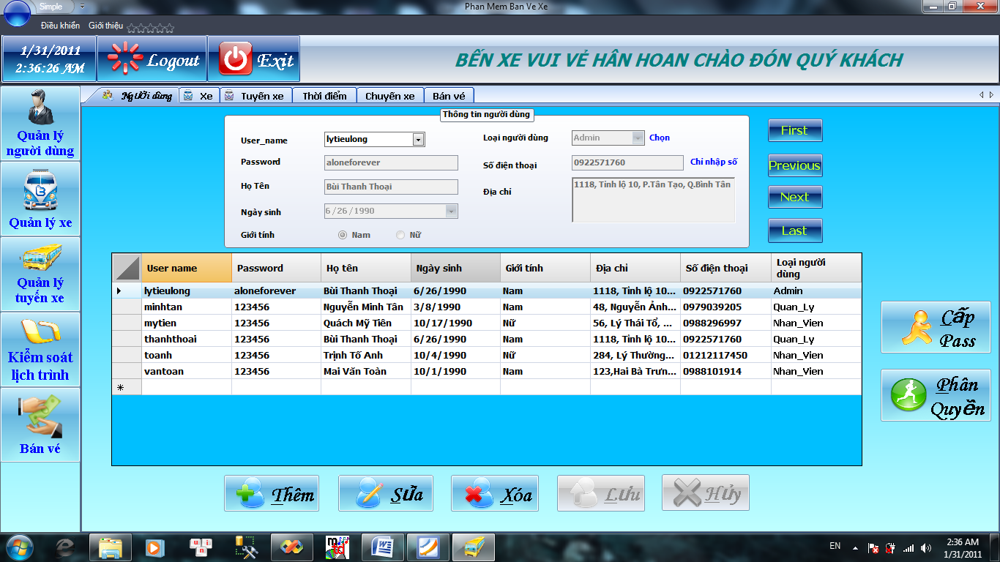 Simple
Phan Mem Ban Ve Xe
Điều khiển Giới thiệu
1/31/2011
2:36:26 AM
Logout
Exit
BẾN XE VUI VẺ HÂN HOAN CHÀO ĐÓN QUÝ KHÁCH
Người dùng Xe Tuyến xe Thời điểm Chuyến xe Bán vé
Quản lý
người dùng
Quản lý xe
Quản lý
tuyến xe
Kiểm soát
lịch trình
Bán vé
Thông tin người dùng
User_name lytieulong Loại người dùng Admin Chọn
Password aloneforever Số điện thoại 0922571760 Chỉ nhập số
Họ Tên Bùi Thanh Thoại Địa chỉ 1118, Tỉnh lộ 10, P.Tân Tạo, Q.Bình Tân
Ngày sinh 6 / 26 / 1990
Giới tính Nam Nữ
First
Previous
Next
Last
User name Password Họ tên Ngày sinh Giới tính Địa chỉ Số điện thoại Loại người dùng
lytieulong aloneforever Bùi Thanh Thoại 6/26/1990 Nam 1118, Tỉnh lộ 10... 0922571760 Admin
minhtan 123456 Nguyễn Minh Tân 3/8/1990 Nam 48, Nguyễn Ảnh... 0979039205 Quan_Ly
mytien 123456 Quách Mỹ Tiên 10/17/1990 Nữ 56, Lý Thái Tổ, ... 0988296997 Nhan_Vien
thanhthoai 123456 Bùi Thanh Thoại 6/26/1990 Nam 1118, Tỉnh lộ 10... 0922571760 Quan_Ly
toanh 123456 Trịnh Tố Anh 10/4/1990 Nữ 284, Lý Thường... 01212117450 Nhan_Vien
vantoan 123456 Mai Văn Toàn 10/1/1990 Nam 123,Hai Bà Trưn... 0988101914 Nhan_Vien
Cấp
Pass
Phân
Quyền
Thêm Sửa Xóa Lưu Hủy
EN
2:36 AM
1/31/2011